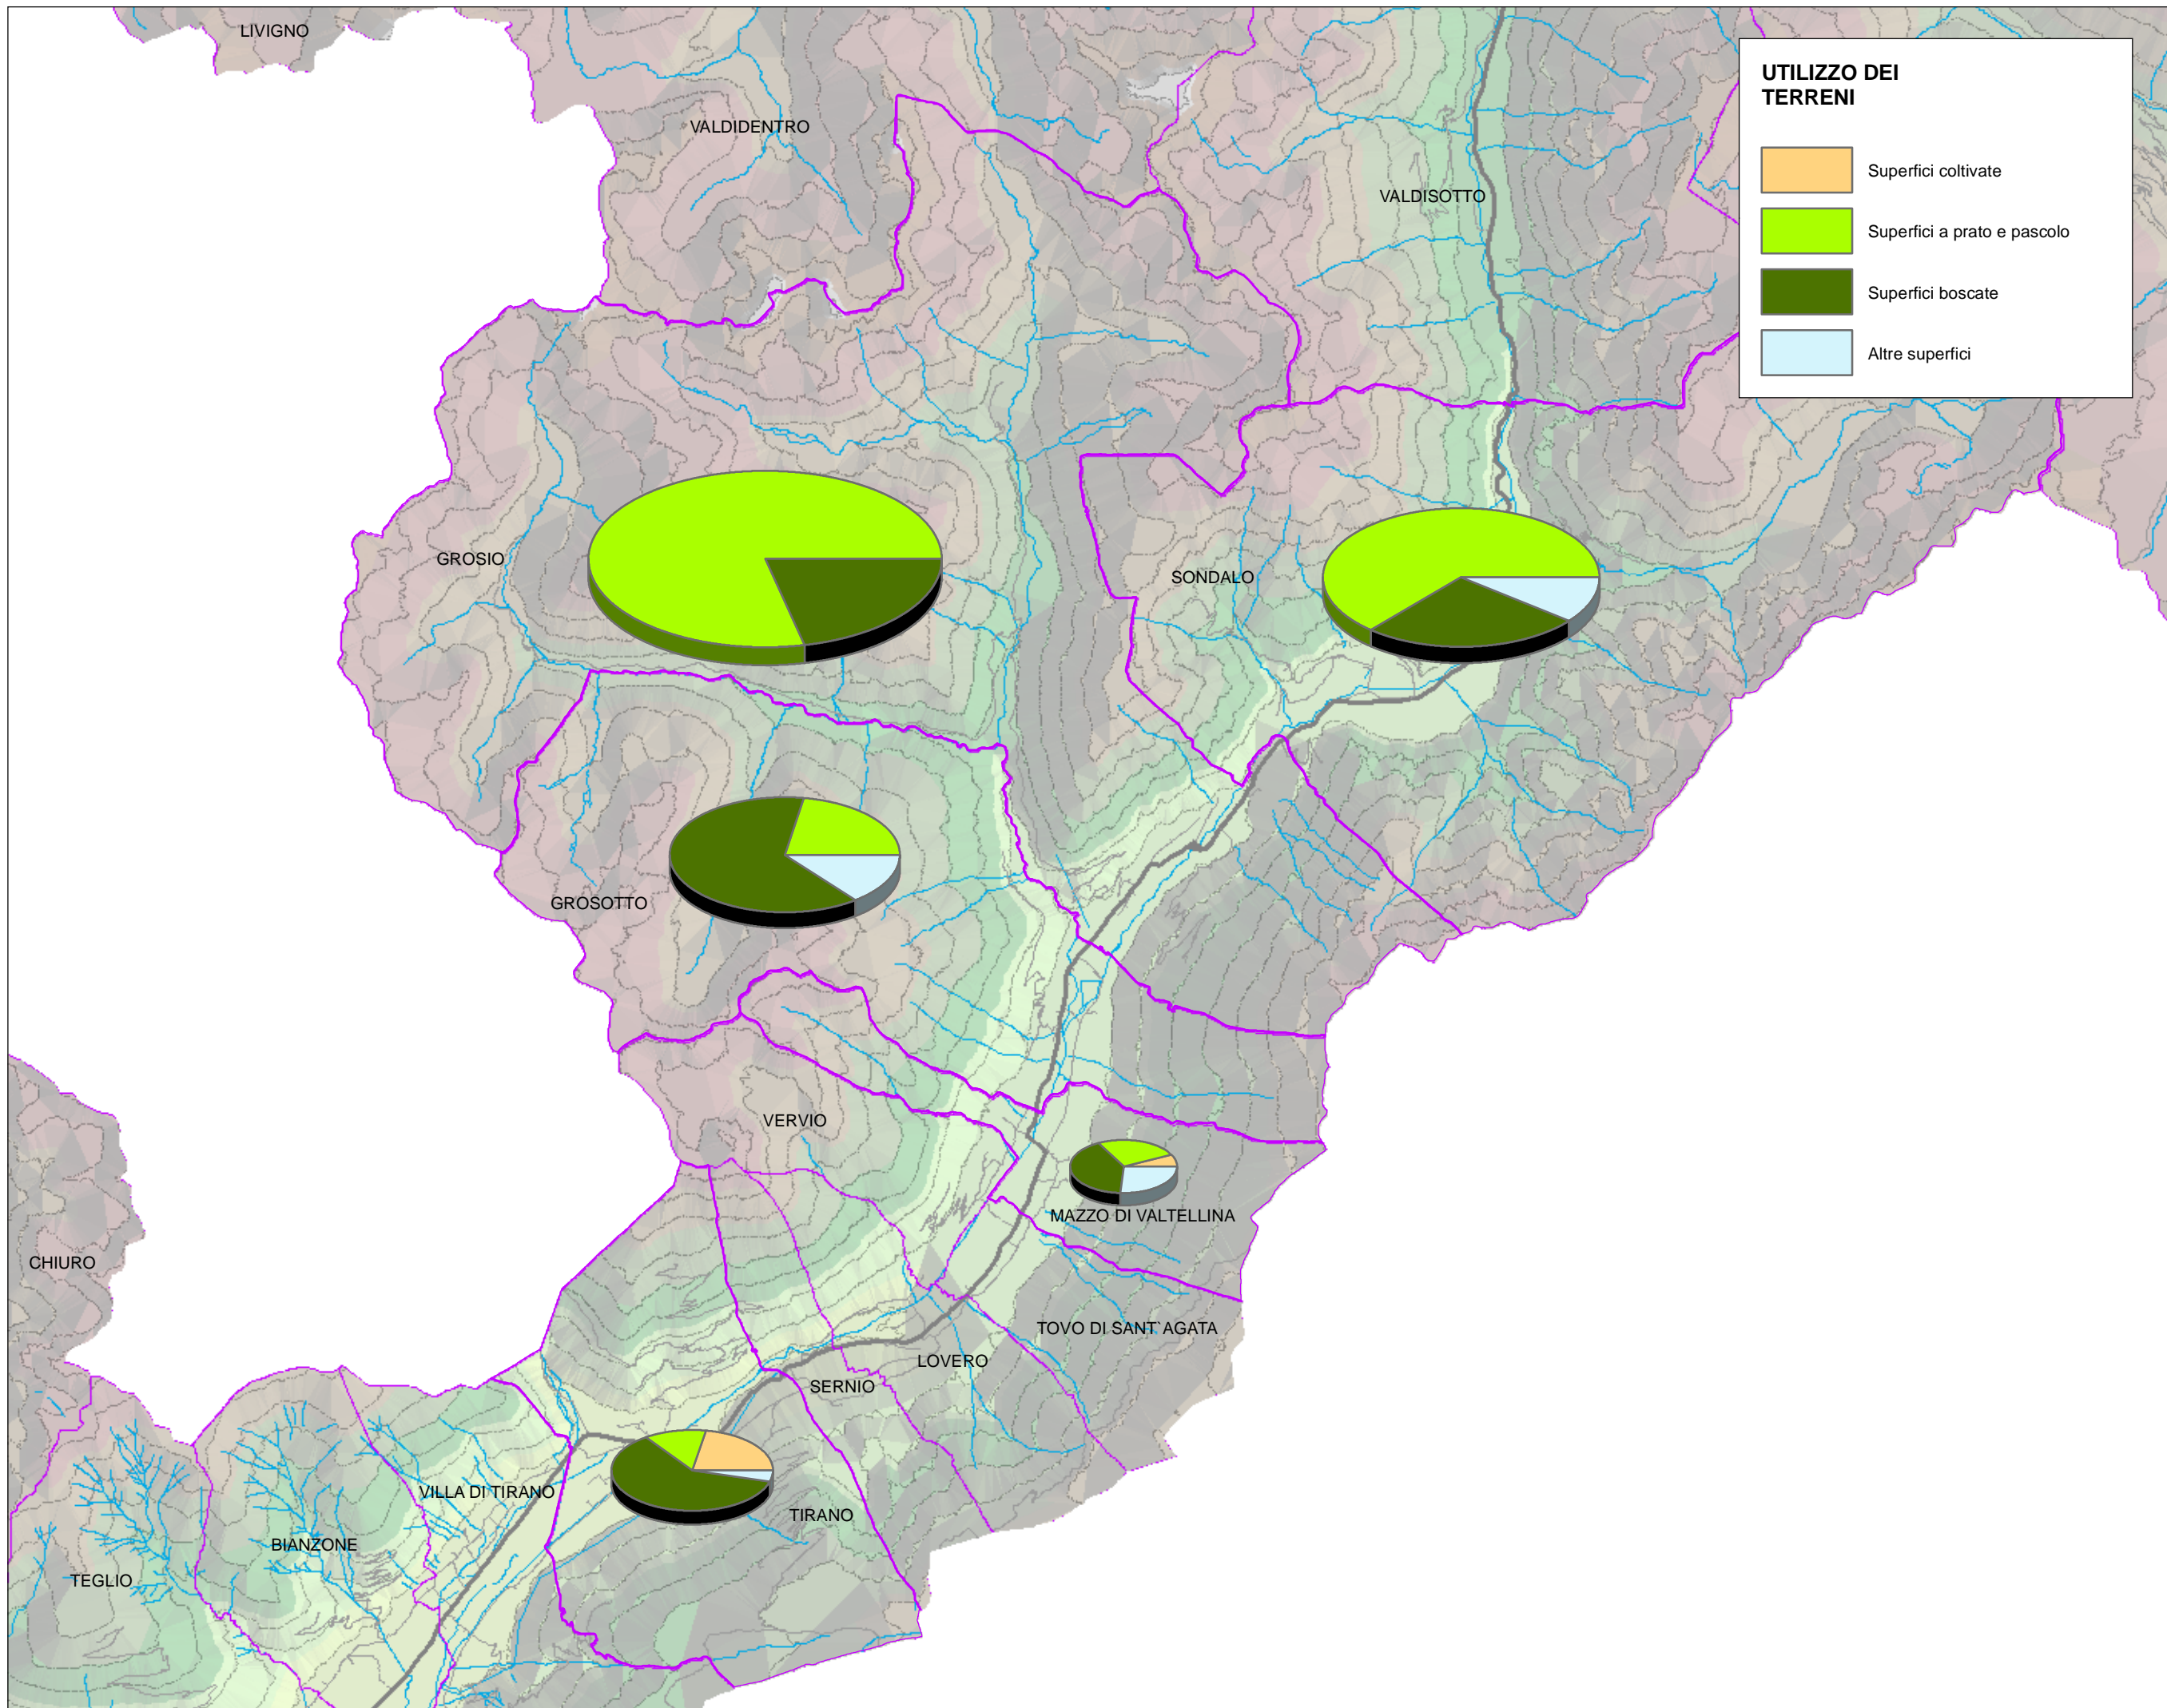 LIVIGNO
VALDIDENTRO
VALDISOTTO
UTILIZZO DEI
TERRENI
Superfici coltivate
Superfici a prato e pascolo
Superfici boscate
Altre superfici
GROSIO
SONDALO
GROSOTTO
VERVIO
MAZZO DI VALTELLINA
CHIURO
TOVO DI SANT`AGATA
LOVERO
SERNIO
VILLA DI TIRANO
TIRANO
BIANZONE
TEGLIO